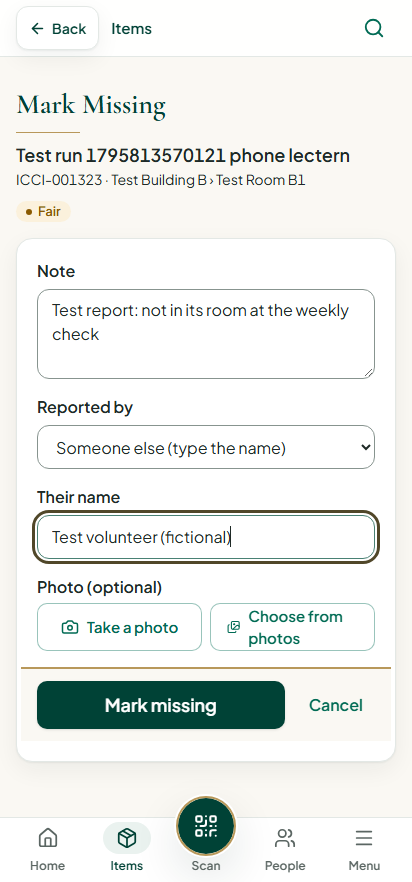 Back
Items
Mark Missing
Test run 1795813570121 phone lectern
ICCI-001323 · Test Building B › Test Room B1
Fair
Note
Test report: not in its room at the weekly
check
Reported by
Someone else (type the name)
Their name
Test volunteer (fictional)
Photo (optional)
Take a photo
Choose from
photos
Mark missing
Cancel
Home
Items
Scan
People
Menu